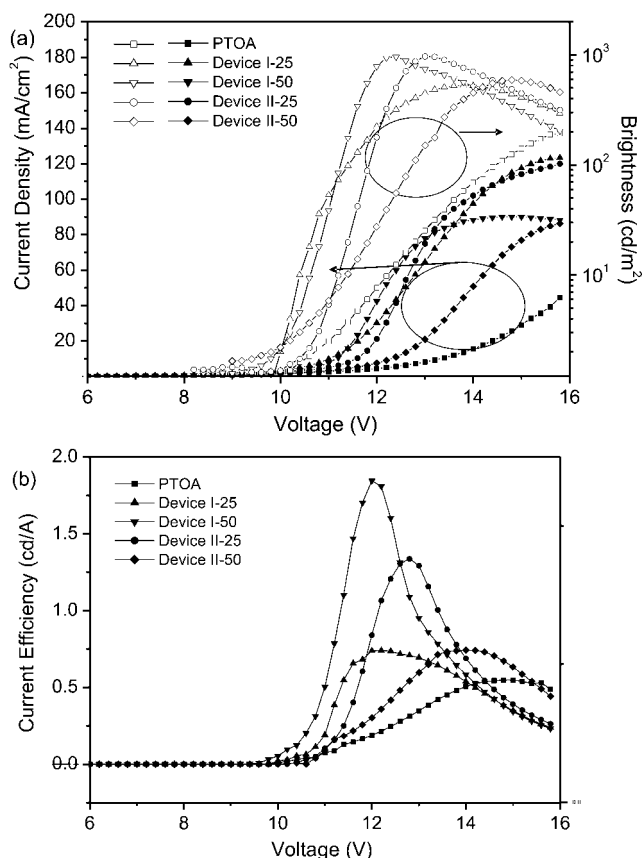 (a)
200
180
160
140
120
100
80
60
40
20
Current Density (mA/cm²)
PTOA
Device I-25
Device I-50
Device II-25
Device II-50
10³
10²
10¹
Brightness (cd/m²)
6 8 10 12 14 16
Voltage (V)
(b)
2.0
1.5
1.0
0.5
0.0
Current Efficiency (cd/A)
PTOA
Device I-25
Device I-50
Device II-25
Device II-50
6 8 10 12 14 16
Voltage (V)